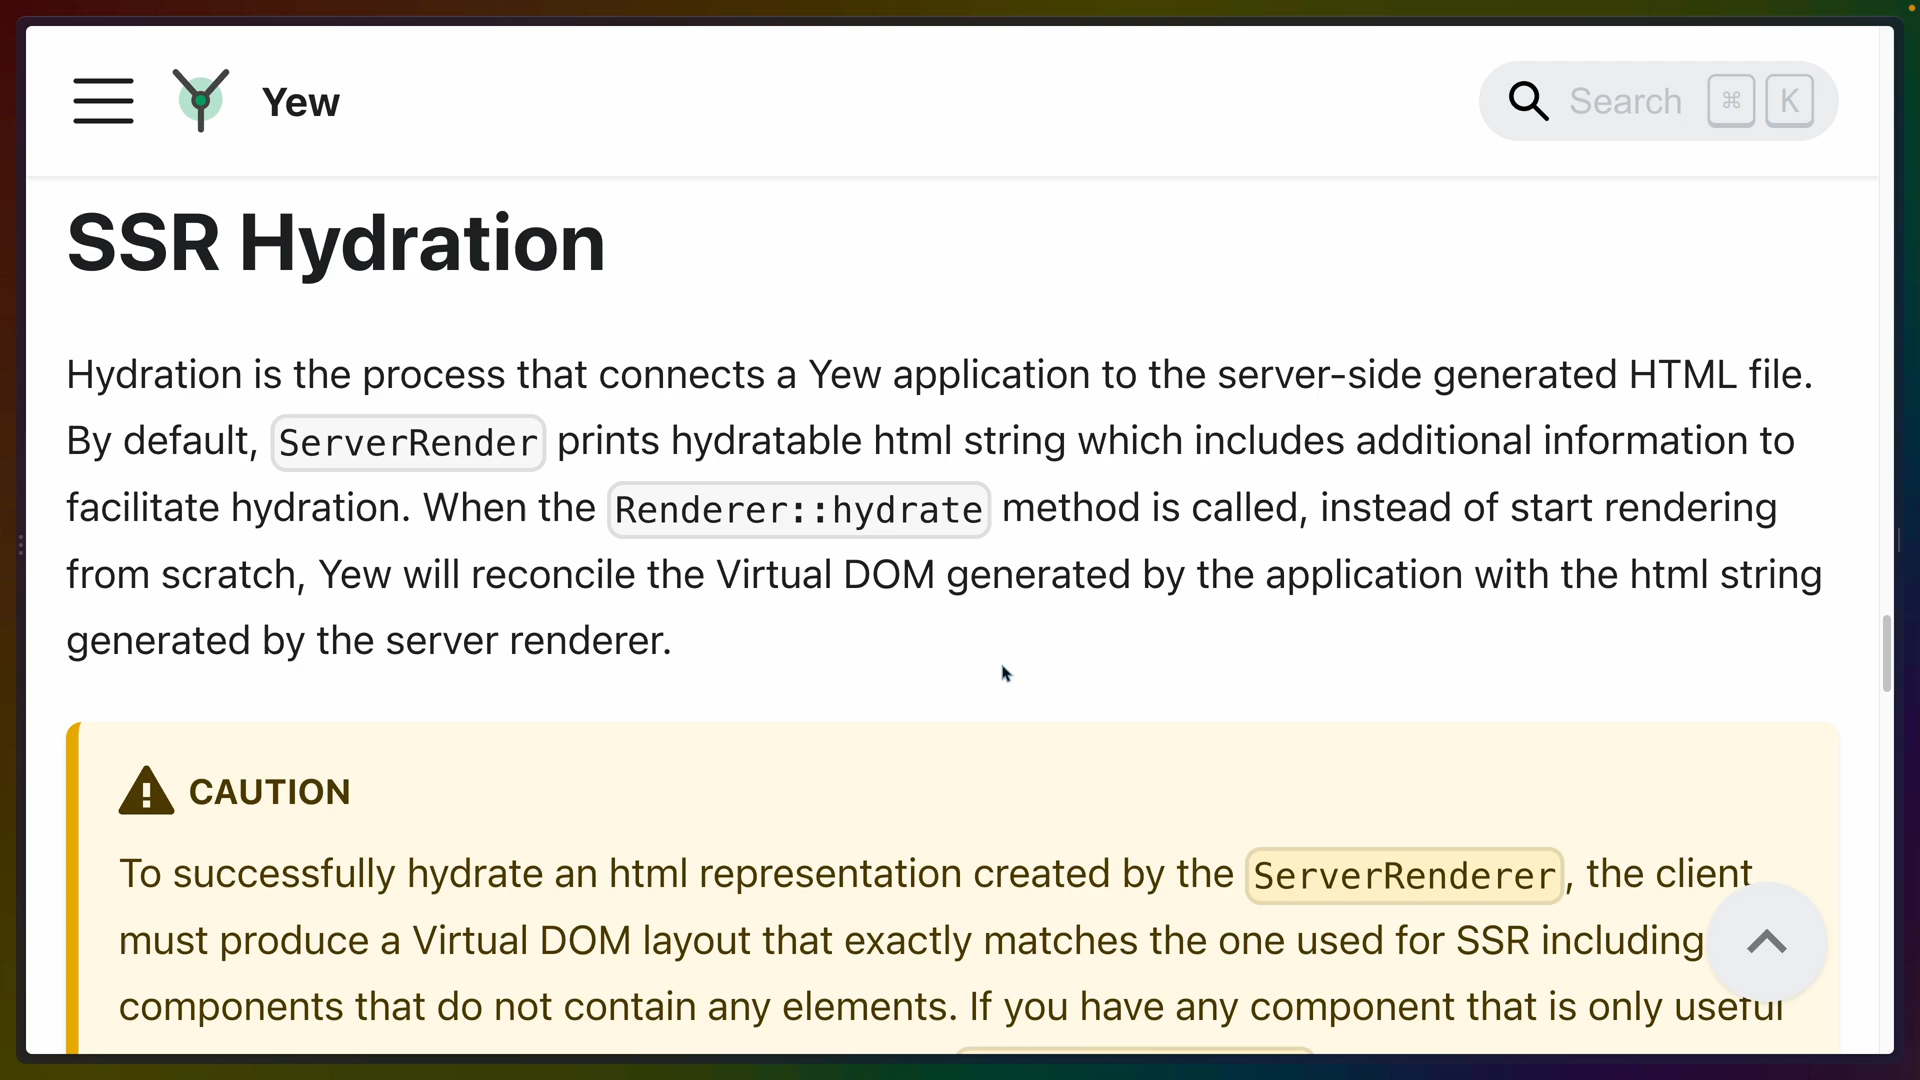 Yew
Search ⌘ K
SSR Hydration
Hydration is the process that connects a Yew application to the server-side generated HTML file.
By default, ServerRender prints hydratable html string which includes additional information to
facilitate hydration. When the Renderer::hydrate method is called, instead of start rendering
from scratch, Yew will reconcile the Virtual DOM generated by the application with the html string
generated by the server renderer.
CAUTION
To successfully hydrate an html representation created by the ServerRenderer, the client
must produce a Virtual DOM layout that exactly matches the one used for SSR including
components that do not contain any elements. If you have any component that is only useful